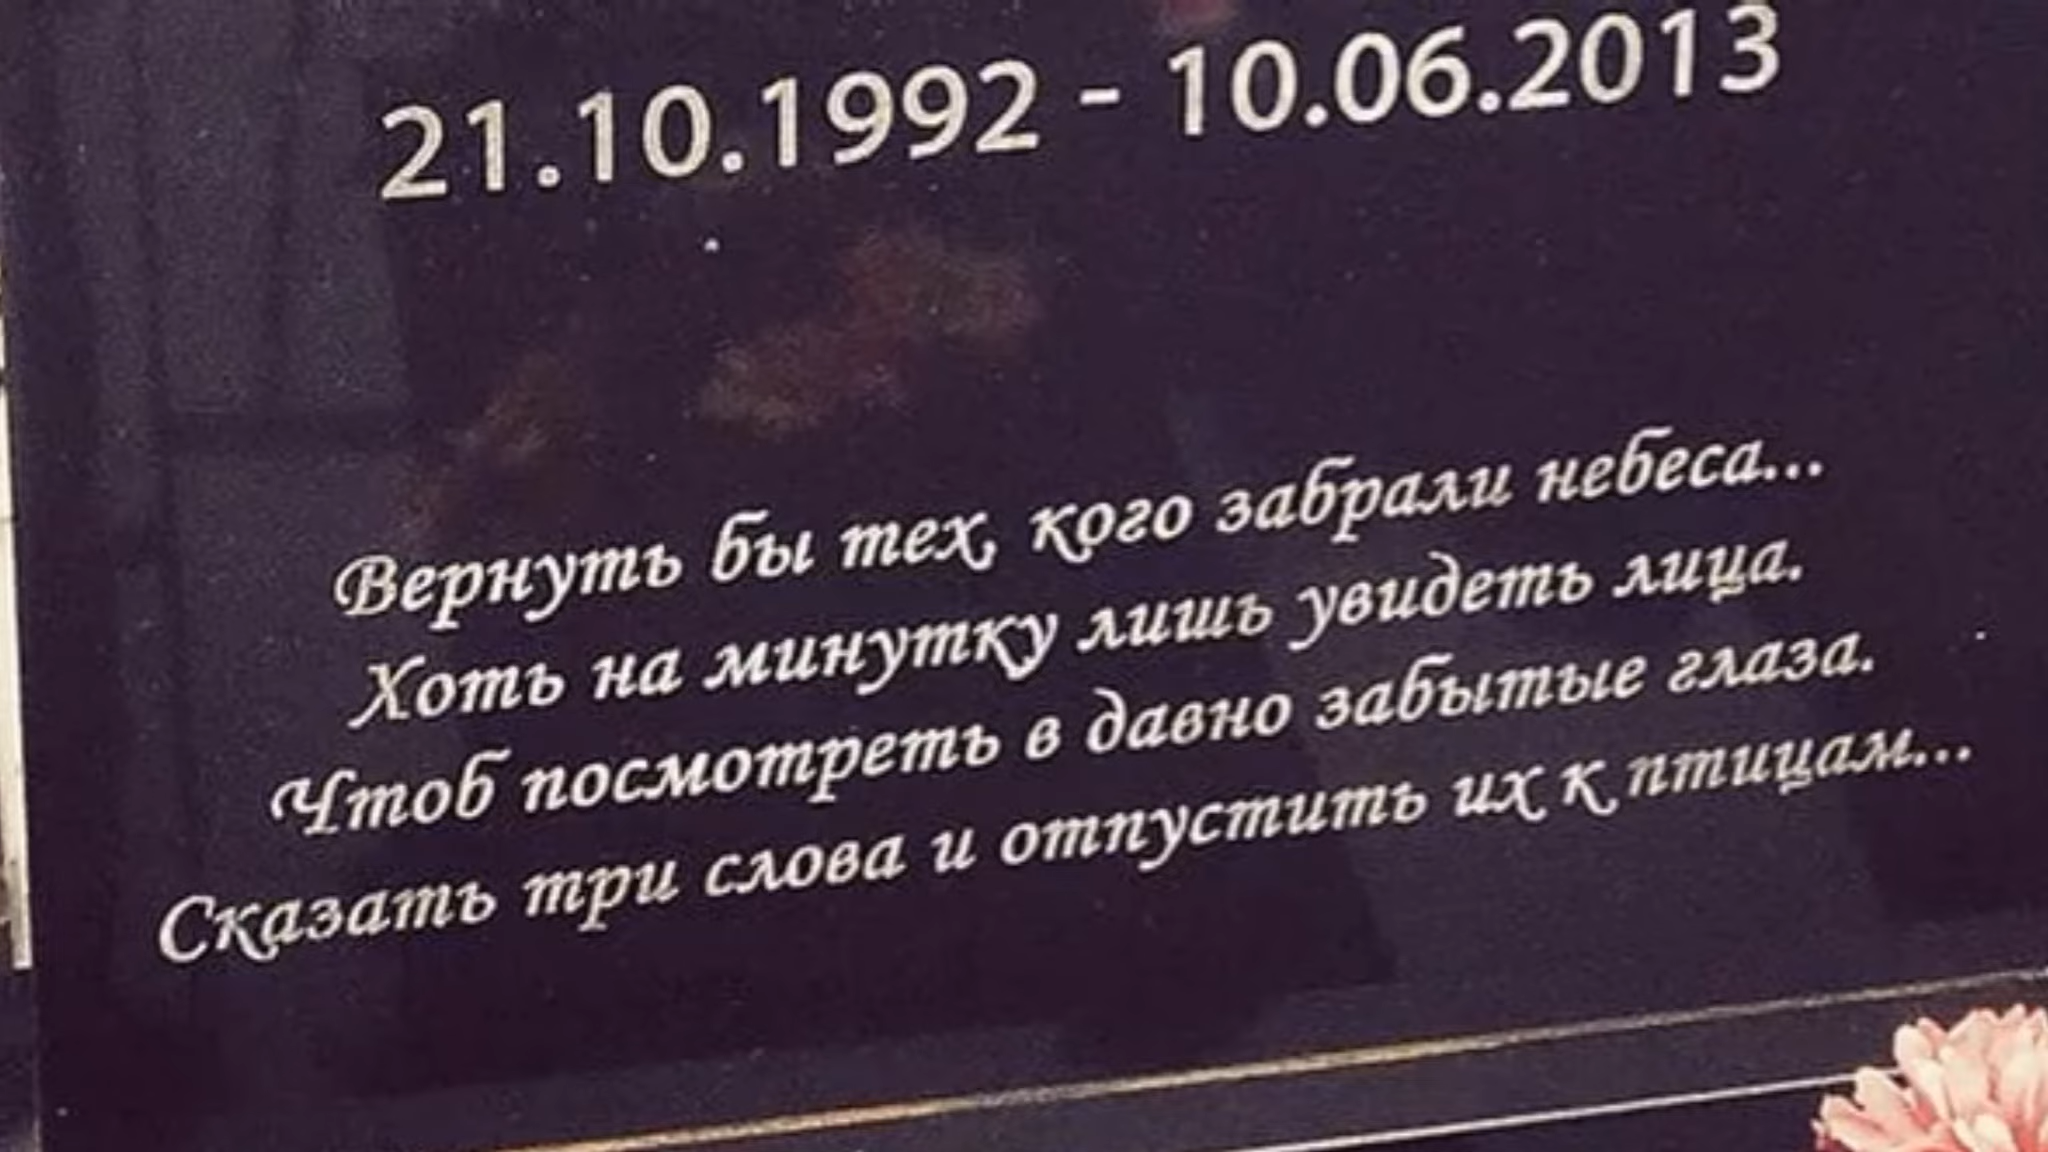 21.10.1992 - 10.06.2013
Вернуть бы тех, кого забрали небеса...
Хоть на минутку лишь увидеть лица.
Чтоб посмотреть в давно забытые глаза.
Сказать три слова и отпустить их к птицам...